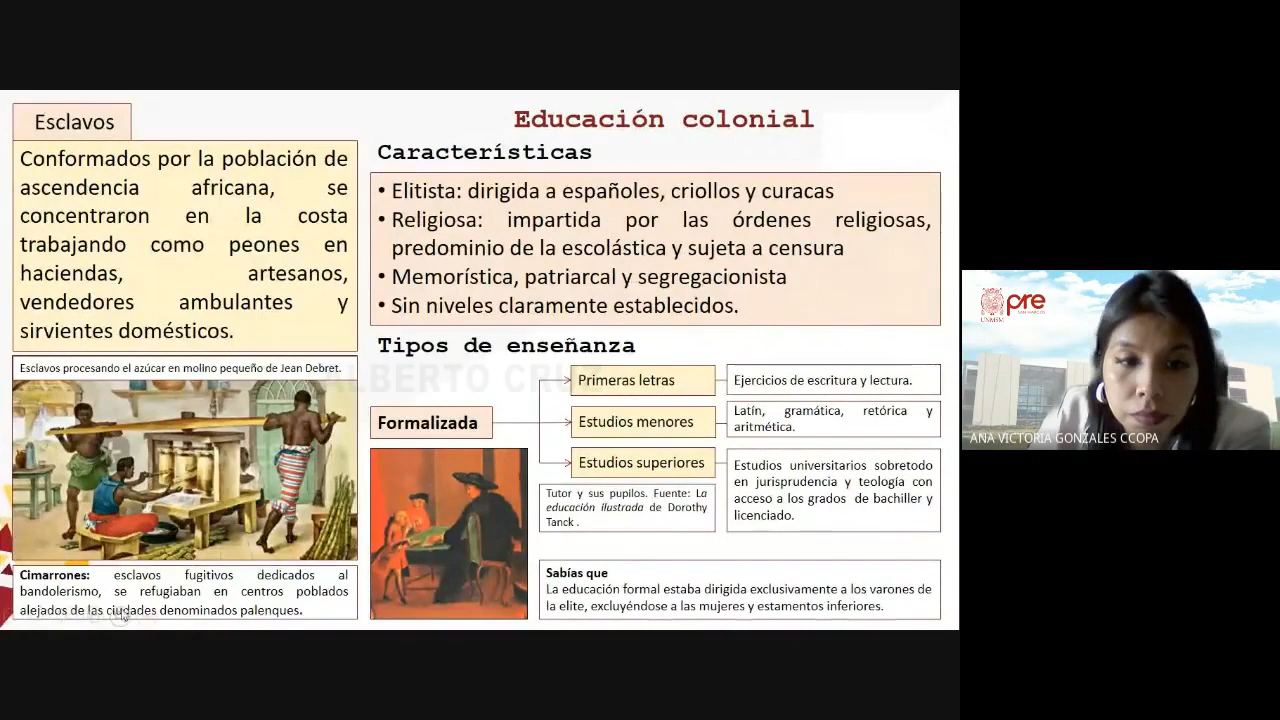 Esclavos
Conformados por la población de
ascendencia africana, se
concentraron en la costa
trabajando como peones en
haciendas, artesanos,
vendedores ambulantes y
sirvientes domésticos.
Esclavos procesando el azúcar en molino pequeño de Jean Debret.
Cimarrones: esclavos fugitivos dedicados al
bandolerismo, se refugiaban en centros poblados
alejados de las ciudades denominados palenques.
Educación colonial
Características
• Elitista: dirigida a españoles, criollos y curacas
• Religiosa: impartida por las órdenes religiosas,
predominio de la escolástica y sujeta a censura
• Memorística, patriarcal y segregacionista
• Sin niveles claramente establecidos.
Tipos de enseñanza
Formalizada
Primeras letras
Ejercicios de escritura y lectura.
Estudios menores
Latín, gramática, retórica y
aritmética.
Estudios superiores
Estudios universitarios sobretodo
en jurisprudencia y teología con
acceso a los grados de bachiller y
licenciado.
Tutor y sus pupilos. Fuente: La
educación ilustrada de Dorothy
Tanck .
Sabías que
La educación formal estaba dirigida exclusivamente a los varones de
la elite, excluyéndose a las mujeres y estamentos inferiores.
UNMSM
pre
SAN MARCOS
ANA VICTORIA GONZALES CCOPA